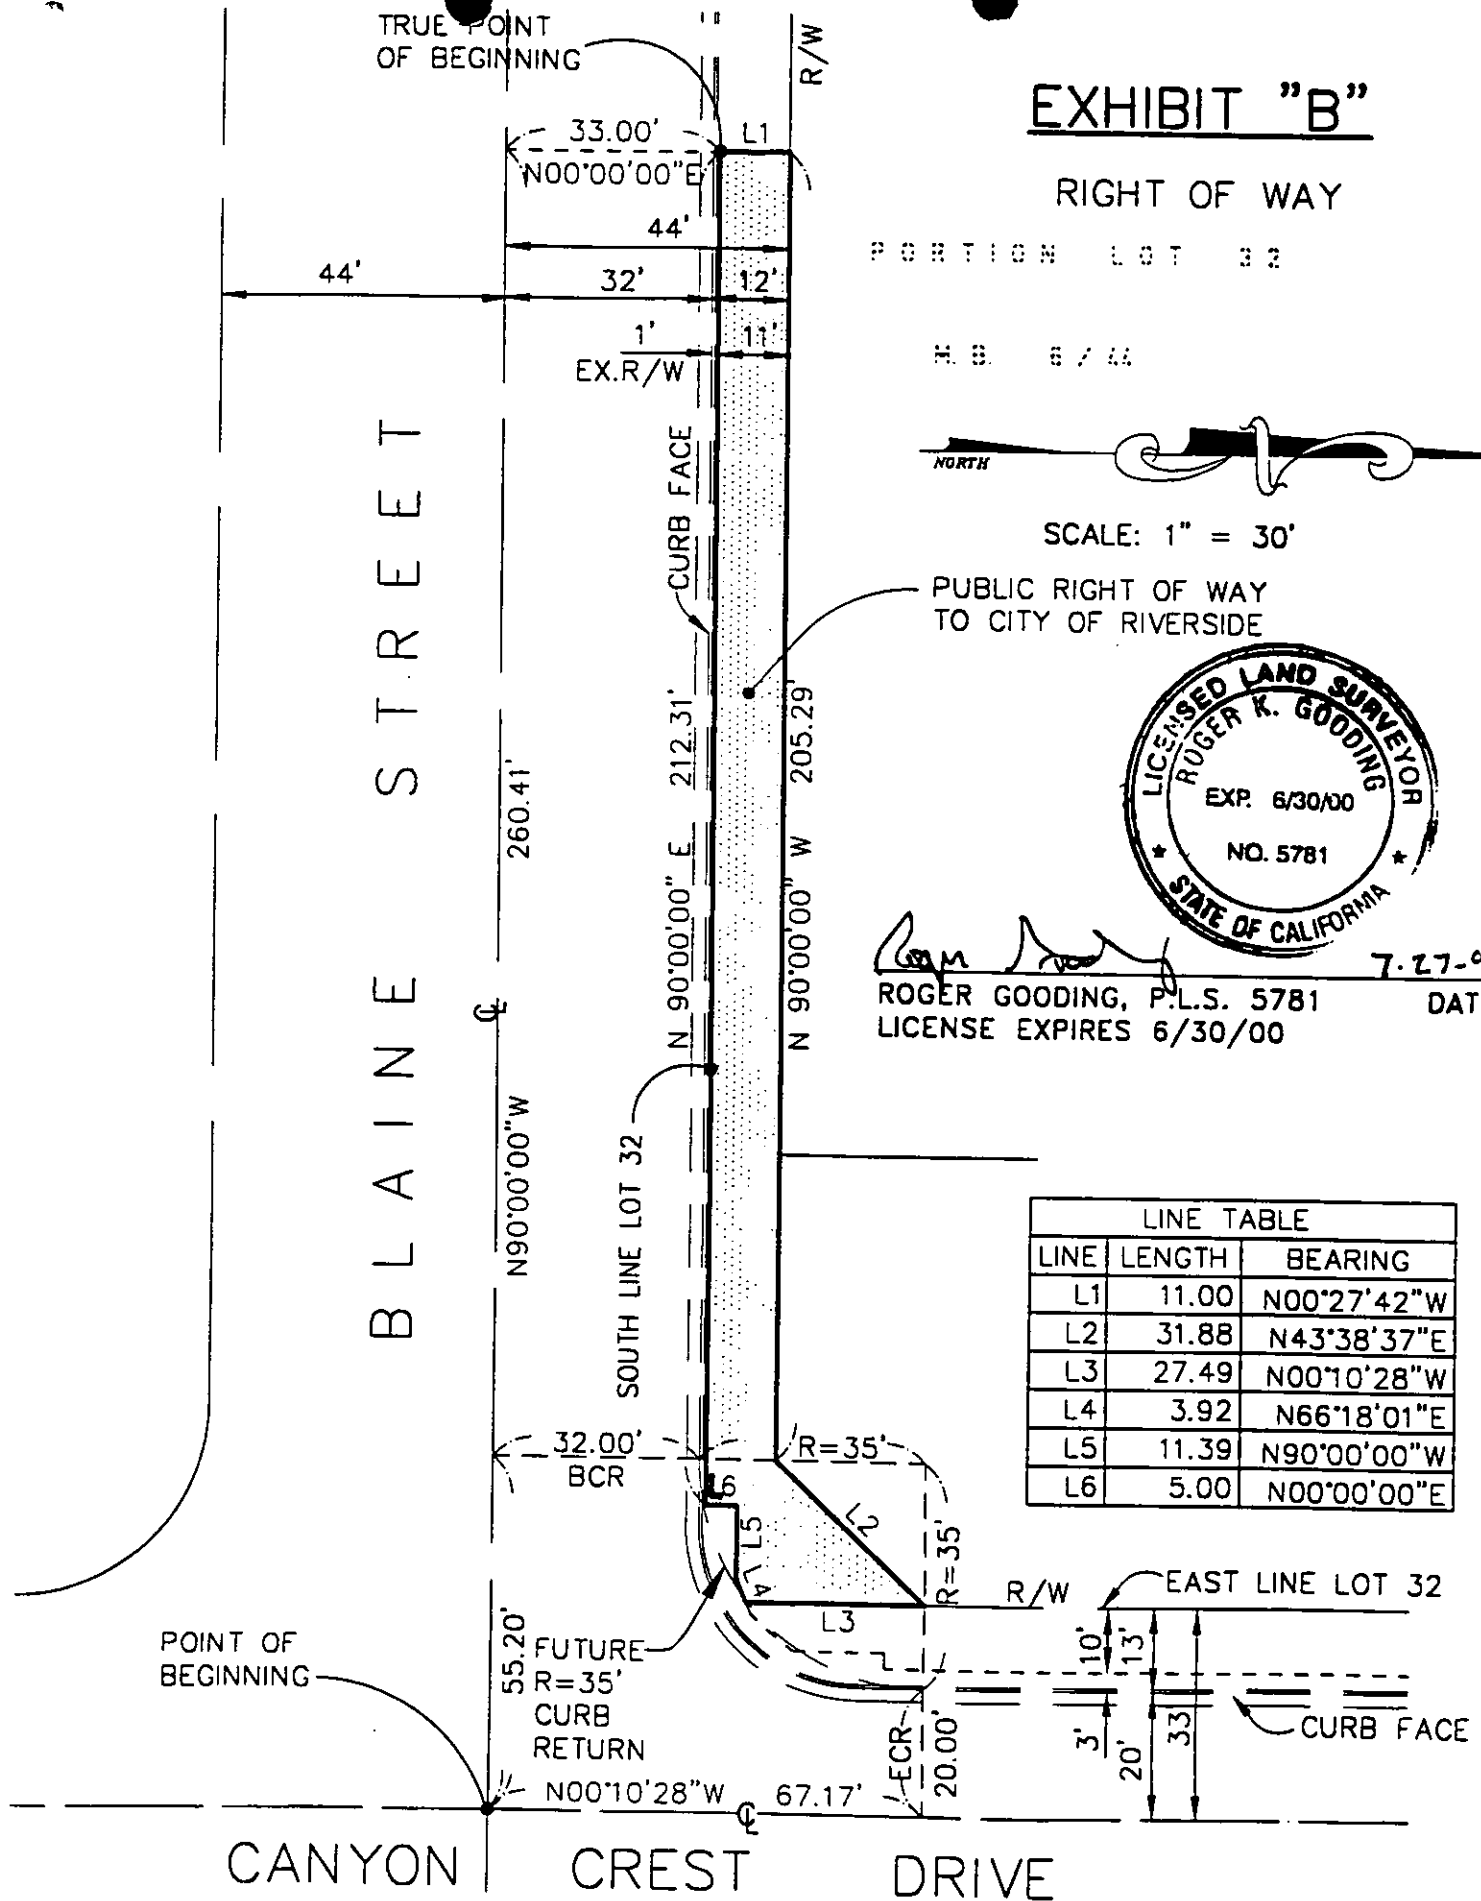 TRUE POINT
OF BEGINNING
R/W
EXHIBIT "B"
RIGHT OF WAY
PORTION LOT 32
M.B. 6/44
33.00'
L1
N00°00'00"E
44'
44'
32'
12'
1'
11'
EX.R/W
NORTH
SCALE: 1" = 30'
CURB FACE
PUBLIC RIGHT OF WAY
TO CITY OF RIVERSIDE
LICENSED LAND SURVEYOR
ROGER K. GOODING
EXP. 6/30/00
NO. 5781
★ STATE OF CALIFORNIA ★
ROGER GOODING, P.L.S. 5781
DAT
LICENSE EXPIRES 6/30/00
BLAINE STREET
260.41'
N90°00'00"W
℄
N 90°00'00" E 212.31'
N 90°00'00" W 205.29'
SOUTH LINE LOT 32
LINE TABLE
LINE LENGTH BEARING
L1 11.00 N00°27'42"W
L2 31.88 N43°38'37"E
L3 27.49 N00°10'28"W
L4 3.92 N66°18'01"E
L5 11.39 N90°00'00"W
L6 5.00 N00°00'00"E
32.00'
BCR
R=35'
L6
L5
L2
L4
L3
R=35'
R/W
EAST LINE LOT 32
POINT OF
BEGINNING
55.20'
FUTURE
R=35'
CURB
RETURN
10'
13'
3'
20'
33'
CURB FACE
ECR
20.00'
N00°10'28"W
℄
67.17'
CANYON CREST DRIVE